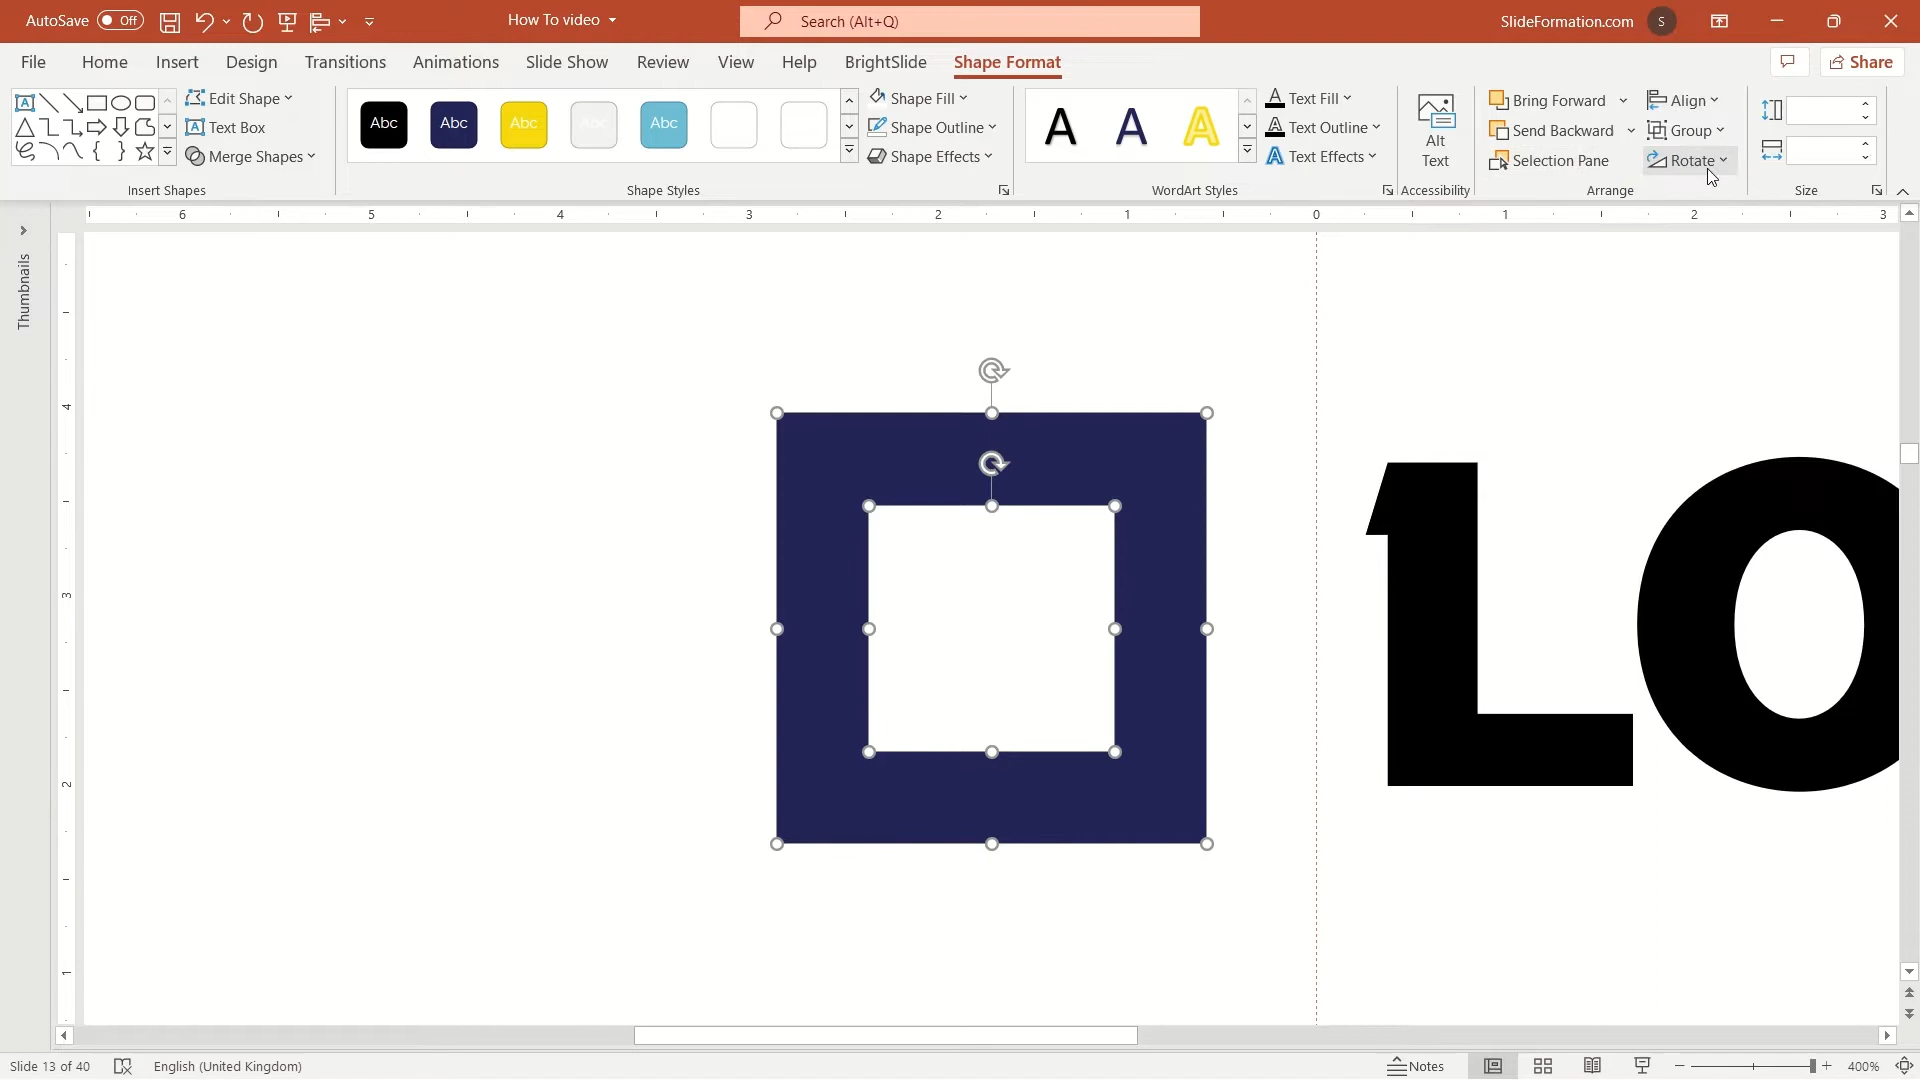 AutoSave Off How To video Search (Alt+Q) SlideFormation.com S
File Home Insert Design Transitions Animations Slide Show Review View Help BrightSlide Shape Format Share
Edit Shape
Text Box
Merge Shapes
Insert Shapes
Abc Abc Abc Abc Abc
Shape Fill
Shape Outline
Shape Effects
Shape Styles
A A A
Text Fill
Text Outline
Text Effects
WordArt Styles
Alt
Text
Accessibility
Bring Forward
Send Backward
Selection Pane
Align
Group
Rotate
Arrange
Size
6 5 4 3 2 1 0 1 2 3
Thumbnails
4
3
2
1
LO
Slide 13 of 40 English (United Kingdom) Notes 400%